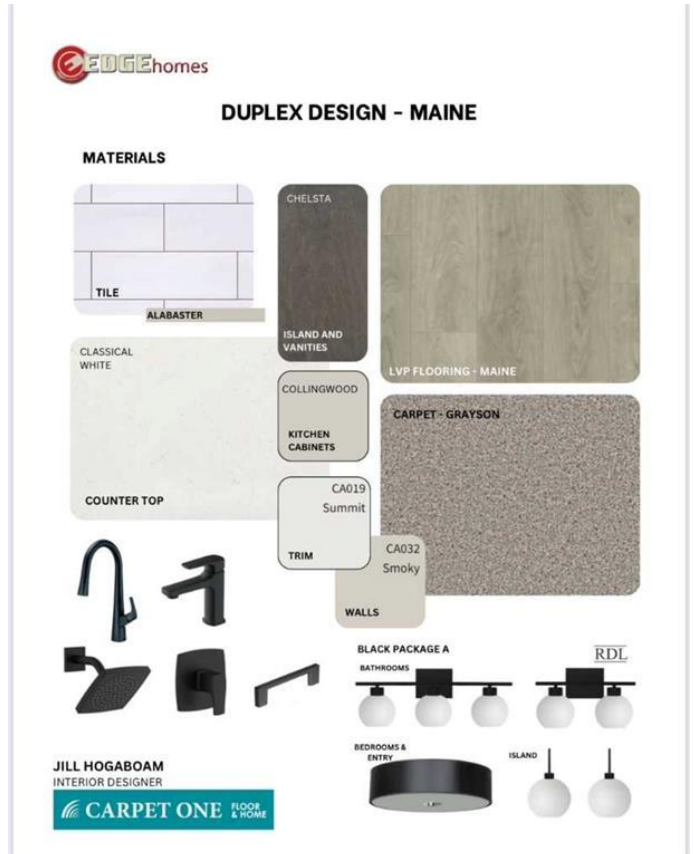 EDGEhomes
DUPLEX DESIGN - MAINE
MATERIALS
TILE
ALABASTER
CHELSTA
ISLAND AND
VANITIES
LVP FLOORING - MAINE
CLASSICAL
WHITE
COUNTER TOP
COLLINGWOOD
KITCHEN
CABINETS
CARPET - GRAYSON
CA019
Summit
TRIM
CA032
Smoky
WALLS
BLACK PACKAGE A
RDL
BATHROOMS
BEDROOMS &
ENTRY
ISLAND
JILL HOGABOAM
INTERIOR DESIGNER
CARPET ONE FLOOR
& HOME